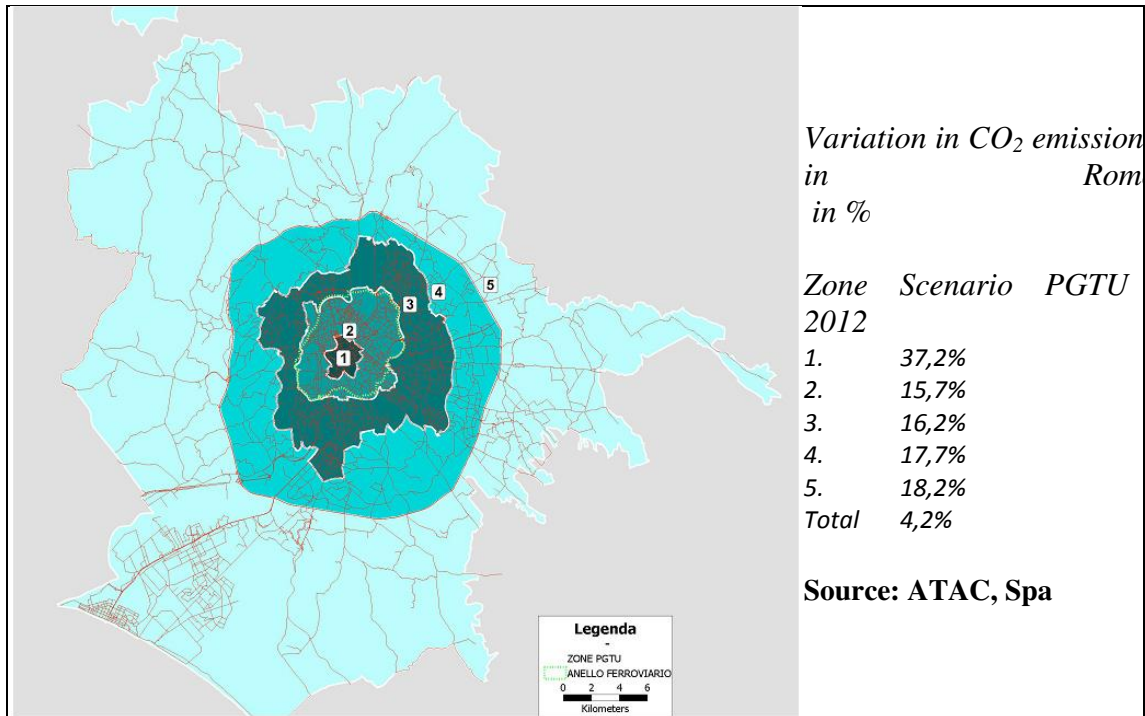 Variation in CO₂ emission
in Rom
in %
Zone Scenario PGTU
2012
1. 37,2%
2. 15,7%
3. 16,2%
4. 17,7%
5. 18,2%
Total 4,2%
Source: ATAC, Spa
5
4
3
2
1
Legenda
-
ZONE PGTU
ANELLO FERROVIARIO
0 2 4 6
Kilometers